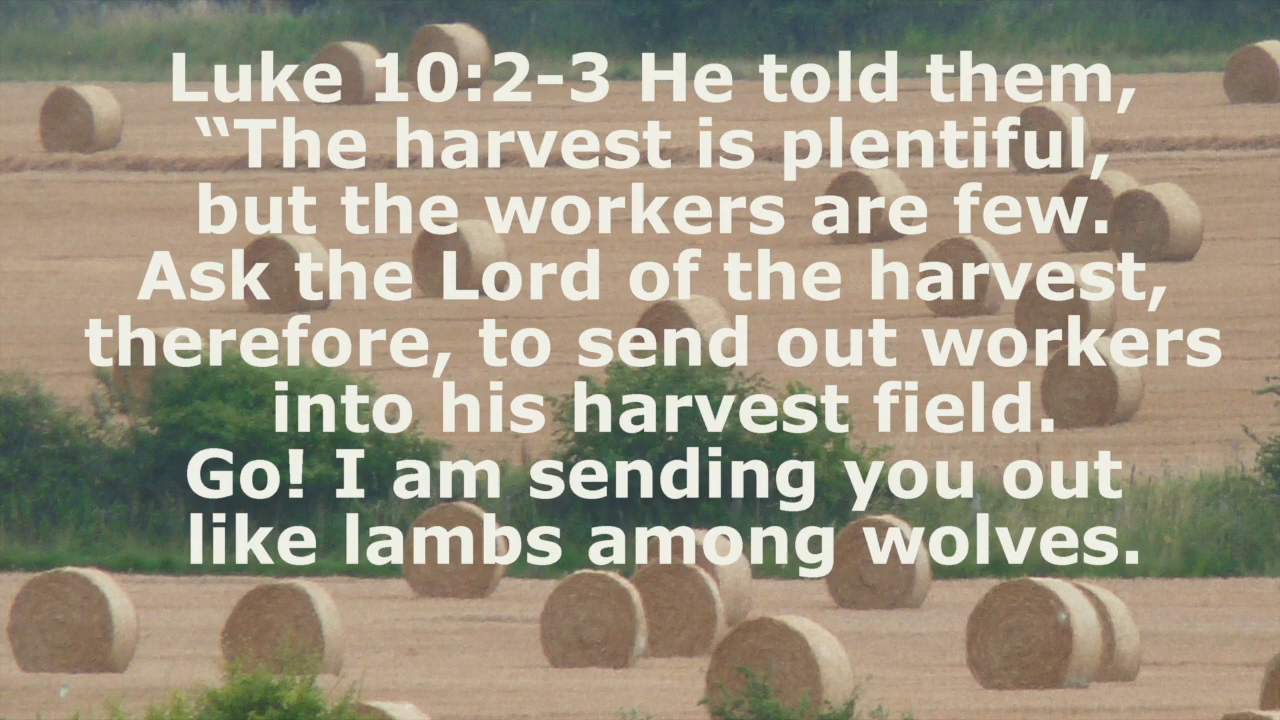 Luke 10:2-3 He told them,
“The harvest is plentiful,
but the workers are few.
Ask the Lord of the harvest,
therefore, to send out workers
into his harvest field.
Go! I am sending you out
like lambs among wolves.